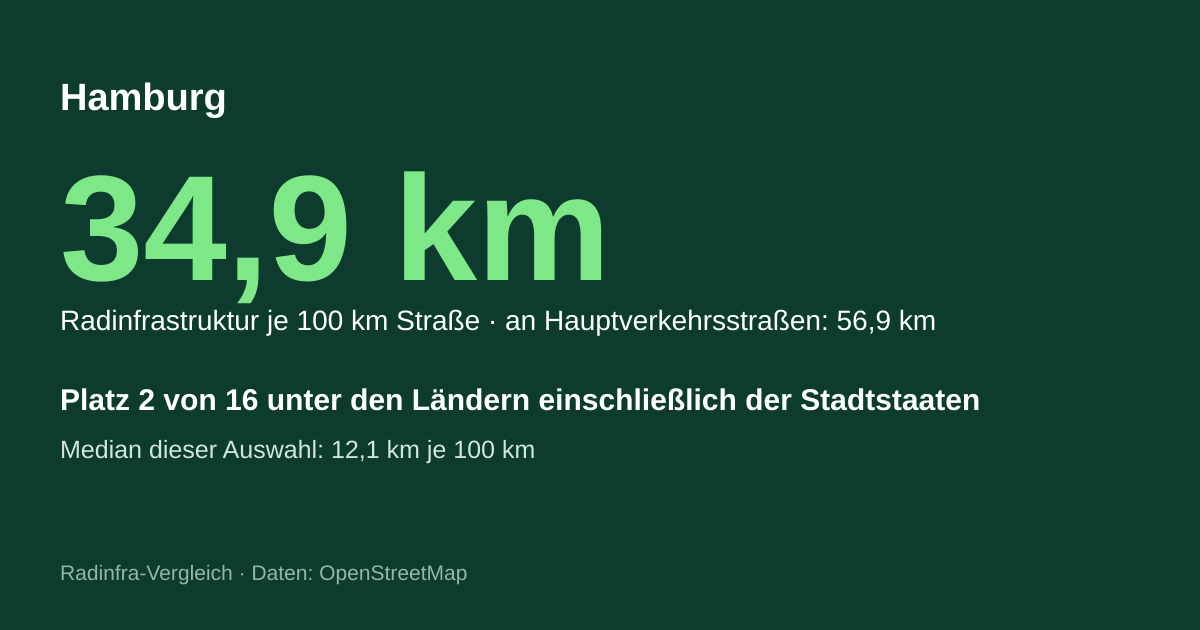 Hamburg
34,9 km
Radinfrastruktur je 100 km Straße · an Hauptverkehrsstraßen: 56,9 km
Platz 2 von 16 unter den Ländern einschließlich der Stadtstaaten
Median dieser Auswahl: 12,1 km je 100 km
Radinfra-Vergleich · Daten: OpenStreetMap